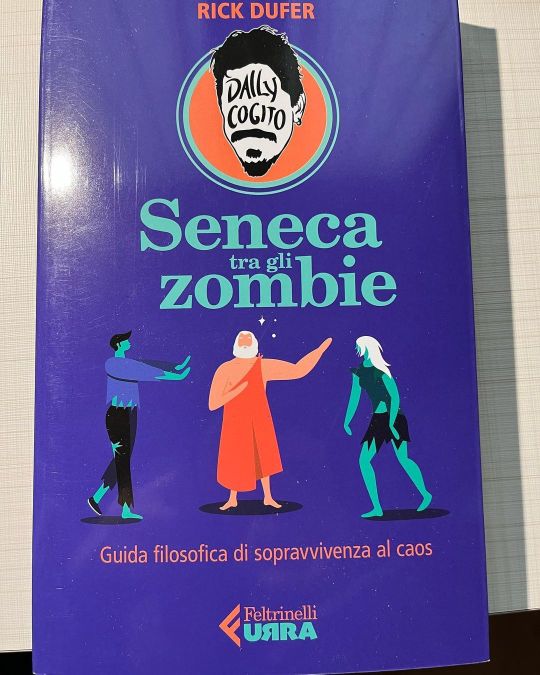 RICK DUFER
DAILY
COGITO
Seneca
tra gli
zombie
Guida filosofica di sopravvivenza al caos
Feltrinelli
URRA